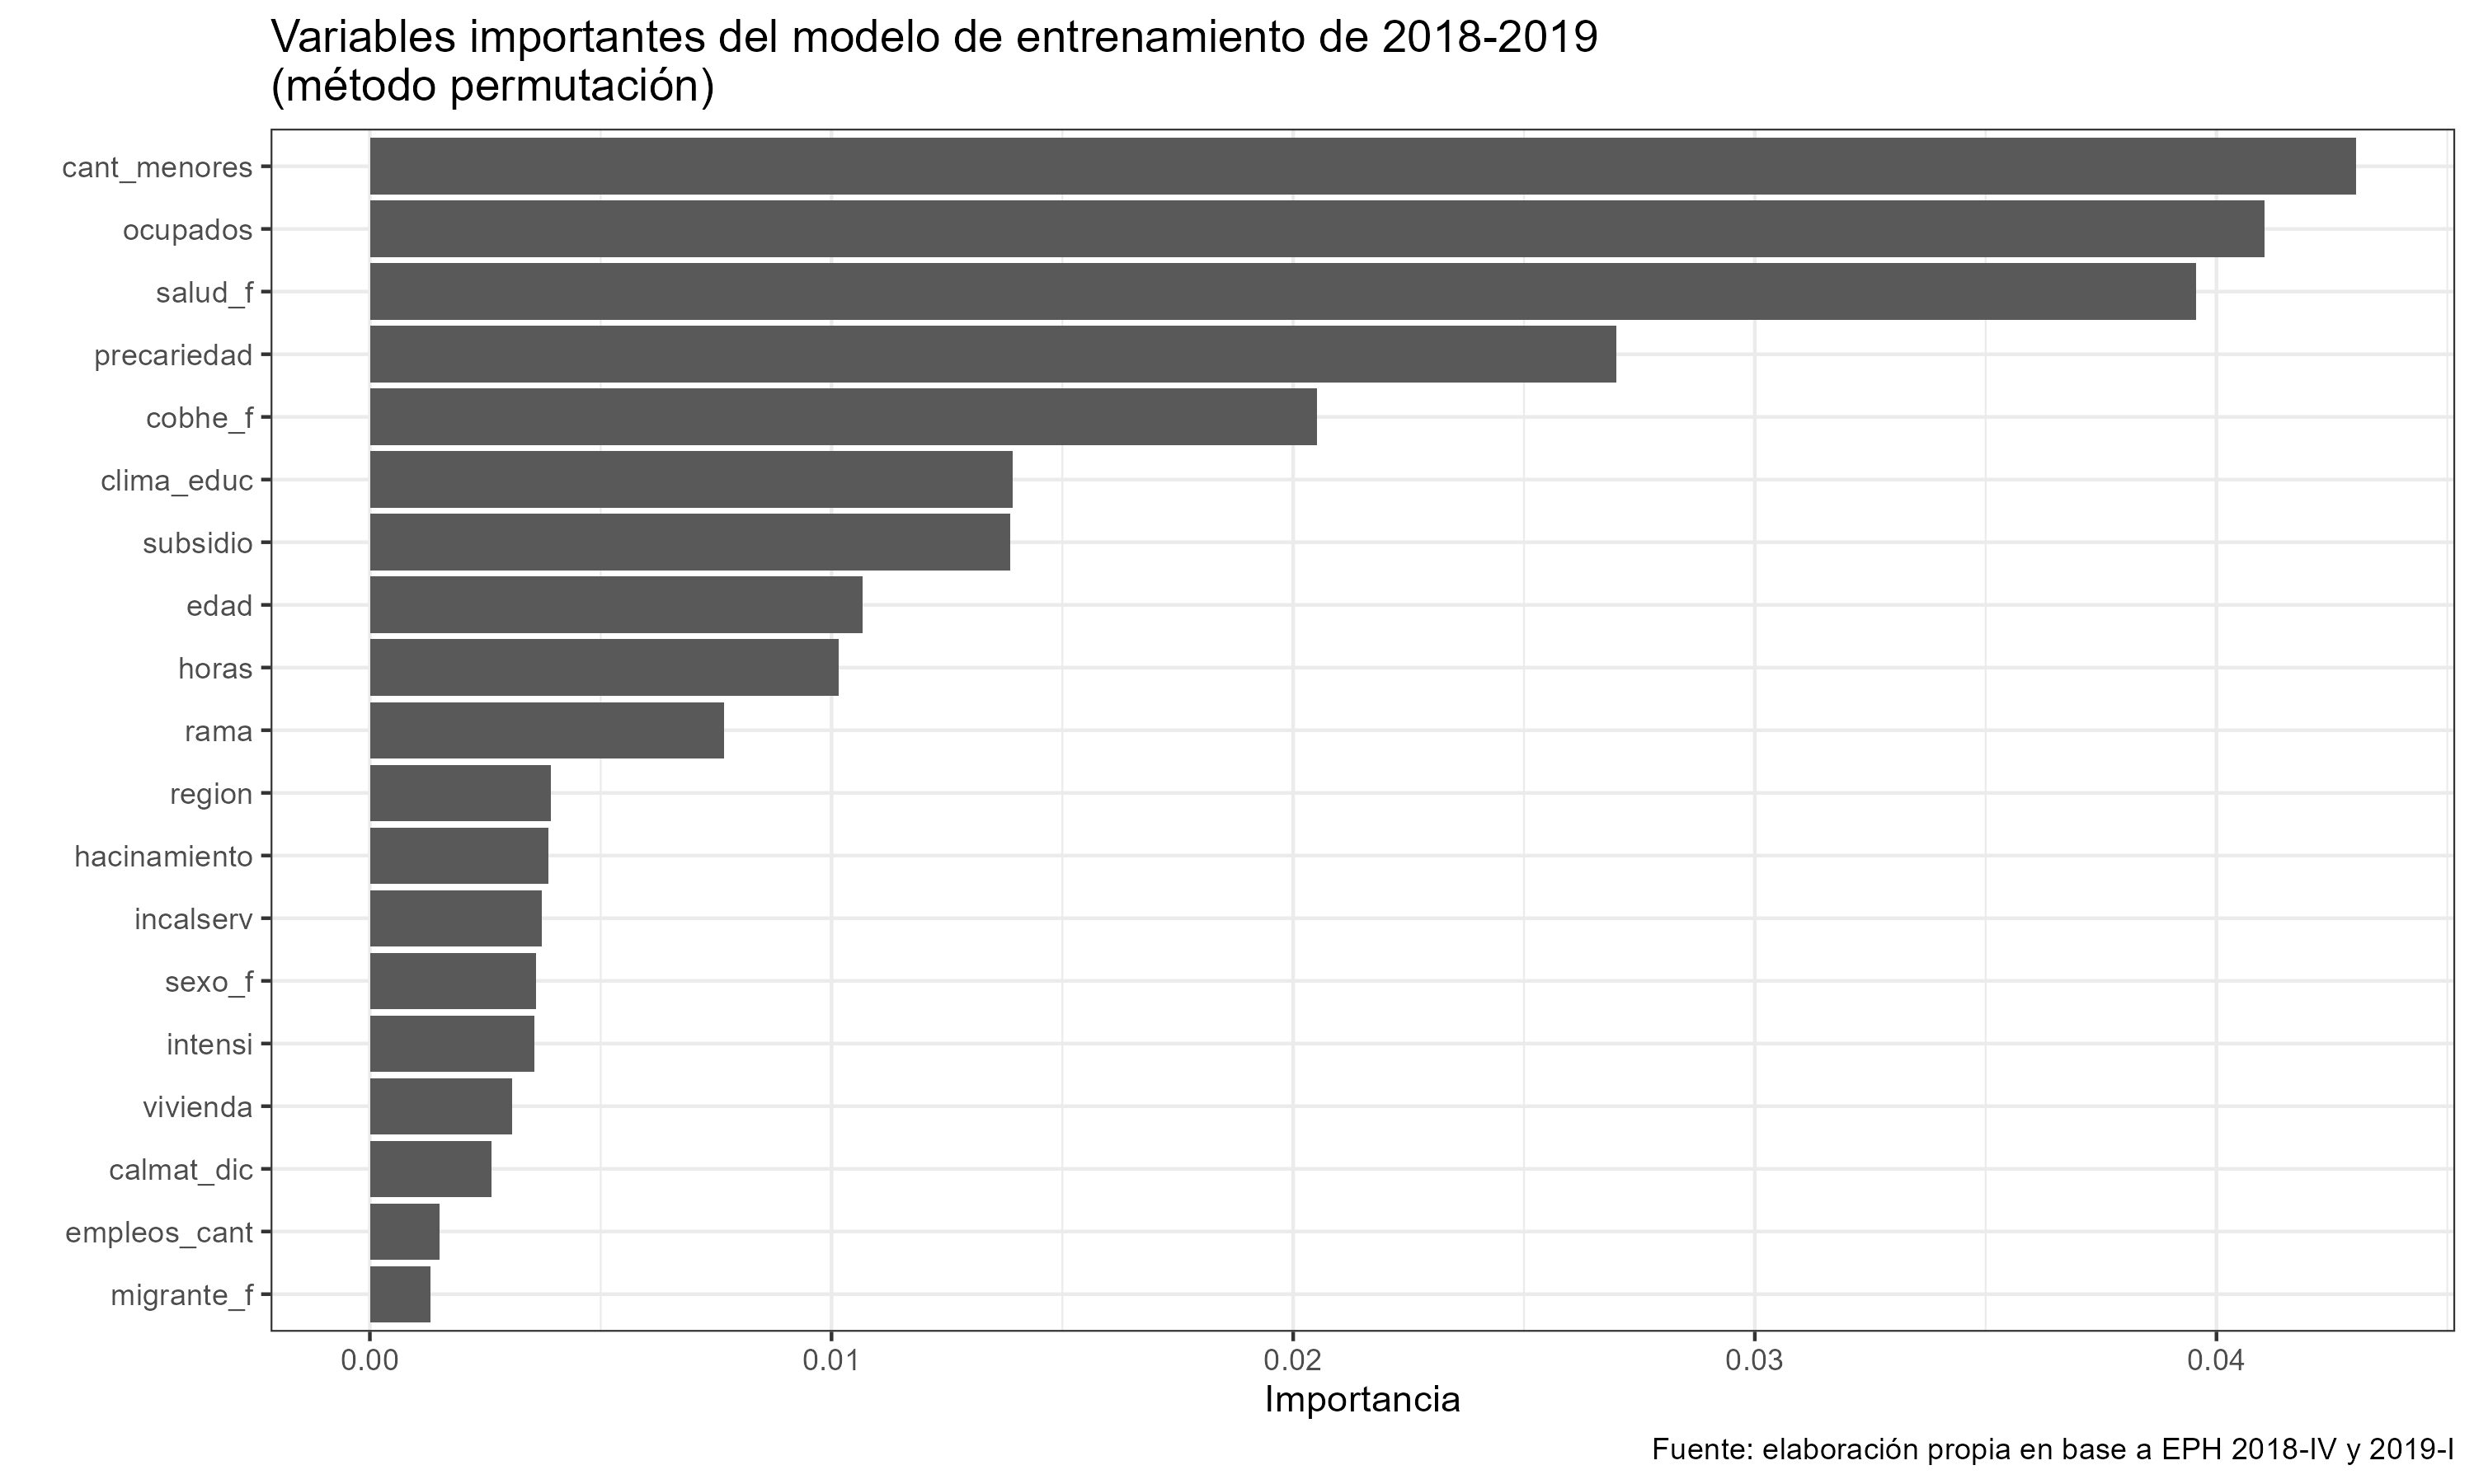 Variables importantes del modelo de entrenamiento de 2018-2019
(método permutación)
cant_menores
ocupados
salud_f
precariedad
cobhe_f
clima_educ
subsidio
edad
horas
rama
region
hacinamiento
incalserv
sexo_f
intensi
vivienda
calmat_dic
empleos_cant
migrante_f
0.00 0.01 0.02 0.03 0.04
Importancia
Fuente: elaboración propia en base a EPH 2018-IV y 2019-I